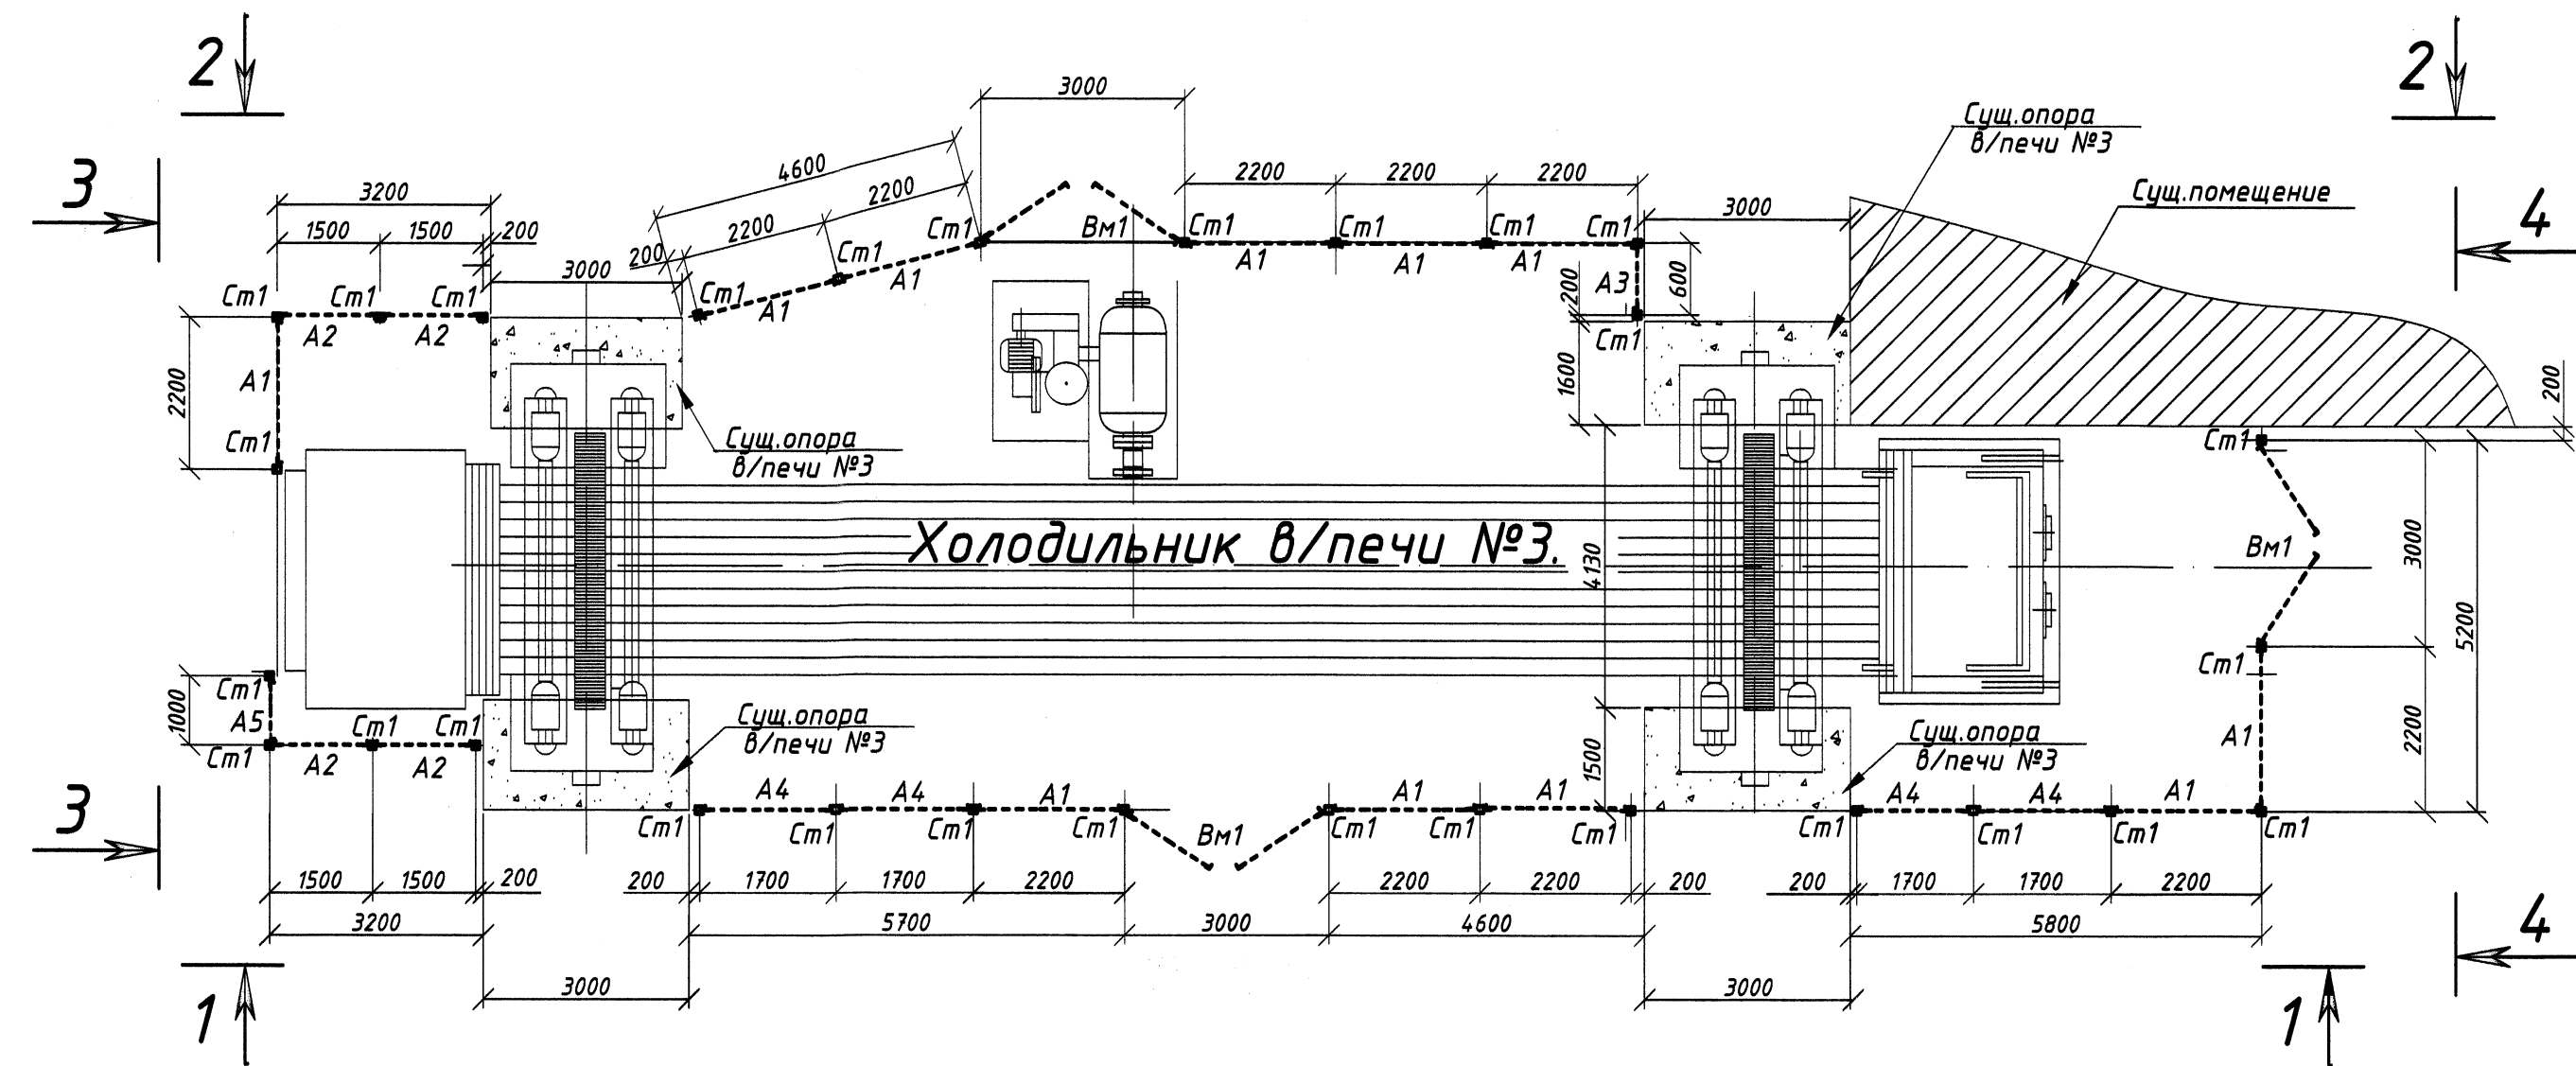 2
2
3000
Сущ.опора
в/печи №3
4600
2200
2200
200
3
3200
1500
1500
200
2200
2200
2200
3000
Сущ.помещение
4
3000
Ст1
Вм1
Ст1
Ст1
Ст1
Ст1
Ст1
А1
А1
А1
А1
А1
600
200
А3
Ст1
Ст1
Ст1
Ст1
Ст1
А2
А2
А1
2200
Ст1
1600
200
Сущ.опора
в/печи №3
Ст1
Холодильник в/печи №3.
4130
Вм1
3000
5200
Ст1
1000
Ст1
А5
Ст1
Ст1
Ст1
А2
А2
Сущ.опора
в/печи №3
Сущ.опора
в/печи №3
1500
А1
2200
А4
А4
А1
А1
А1
А4
А4
А1
3
Ст1
Ст1
Ст1
Ст1
Вм1
Ст1
Ст1
Ст1
Ст1
Ст1
Ст1
Ст1
1500
1500
200
200
1700
1700
2200
2200
2200
200
200
1700
1700
2200
3200
5700
3000
4600
5800
4
3000
3000
1
1